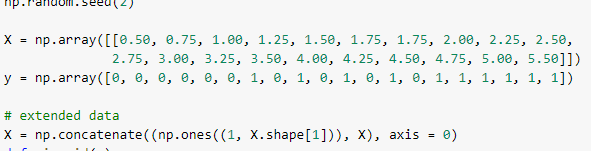 np.random.seed(2)
X = np.array([[0.50, 0.75, 1.00, 1.25, 1.50, 1.75, 1.75, 2.00, 2.25, 2.50,
2.75, 3.00, 3.25, 3.50, 4.00, 4.25, 4.50, 4.75, 5.00, 5.50]])
y = np.array([0, 0, 0, 0, 0, 0, 1, 0, 1, 0, 1, 0, 1, 0, 1, 1, 1, 1, 1, 1])
# extended data
X = np.concatenate((np.ones((1, X.shape[1])), X), axis = 0)